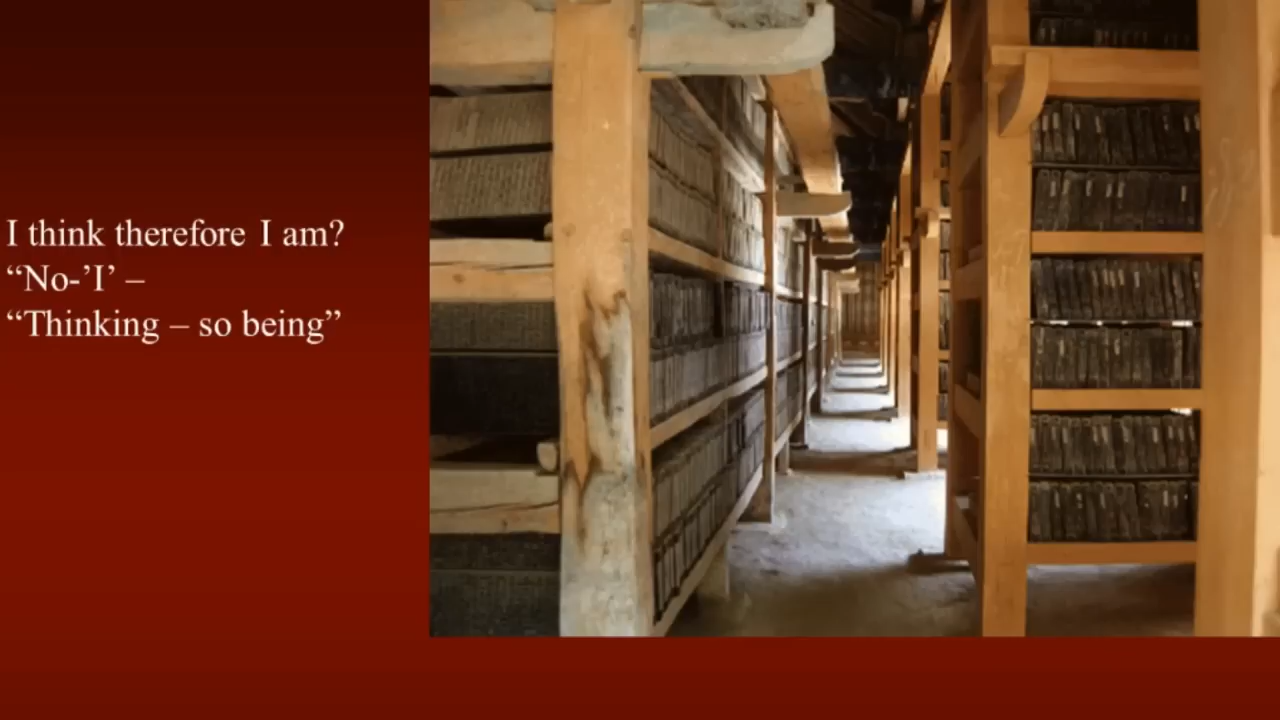 I think therefore I am?
“No-’I’ –
“Thinking – so being”